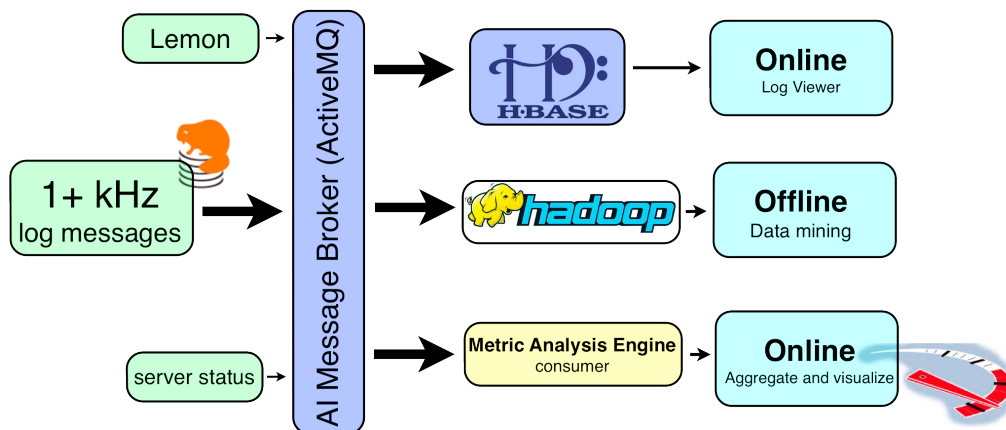 Lemon
1+ kHz
log messages
server status
AI Message Broker (ActiveMQ)
H·BASE
Online
Log Viewer
hadoop
Offline
Data mining
Metric Analysis Engine
consumer
Online
Aggregate and visualize